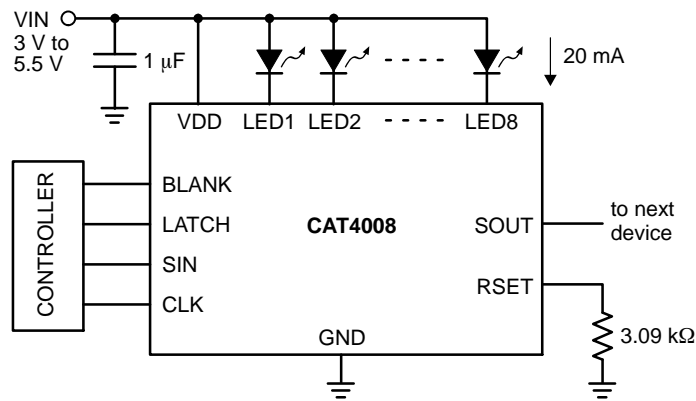 VIN
3 V to
5.5 V
1 μF
20 mA
VDD
LED1
LED2
LED8
CONTROLLER
BLANK
LATCH
SIN
CLK
CAT4008
SOUT
RSET
GND
to next
device
3.09 kΩ